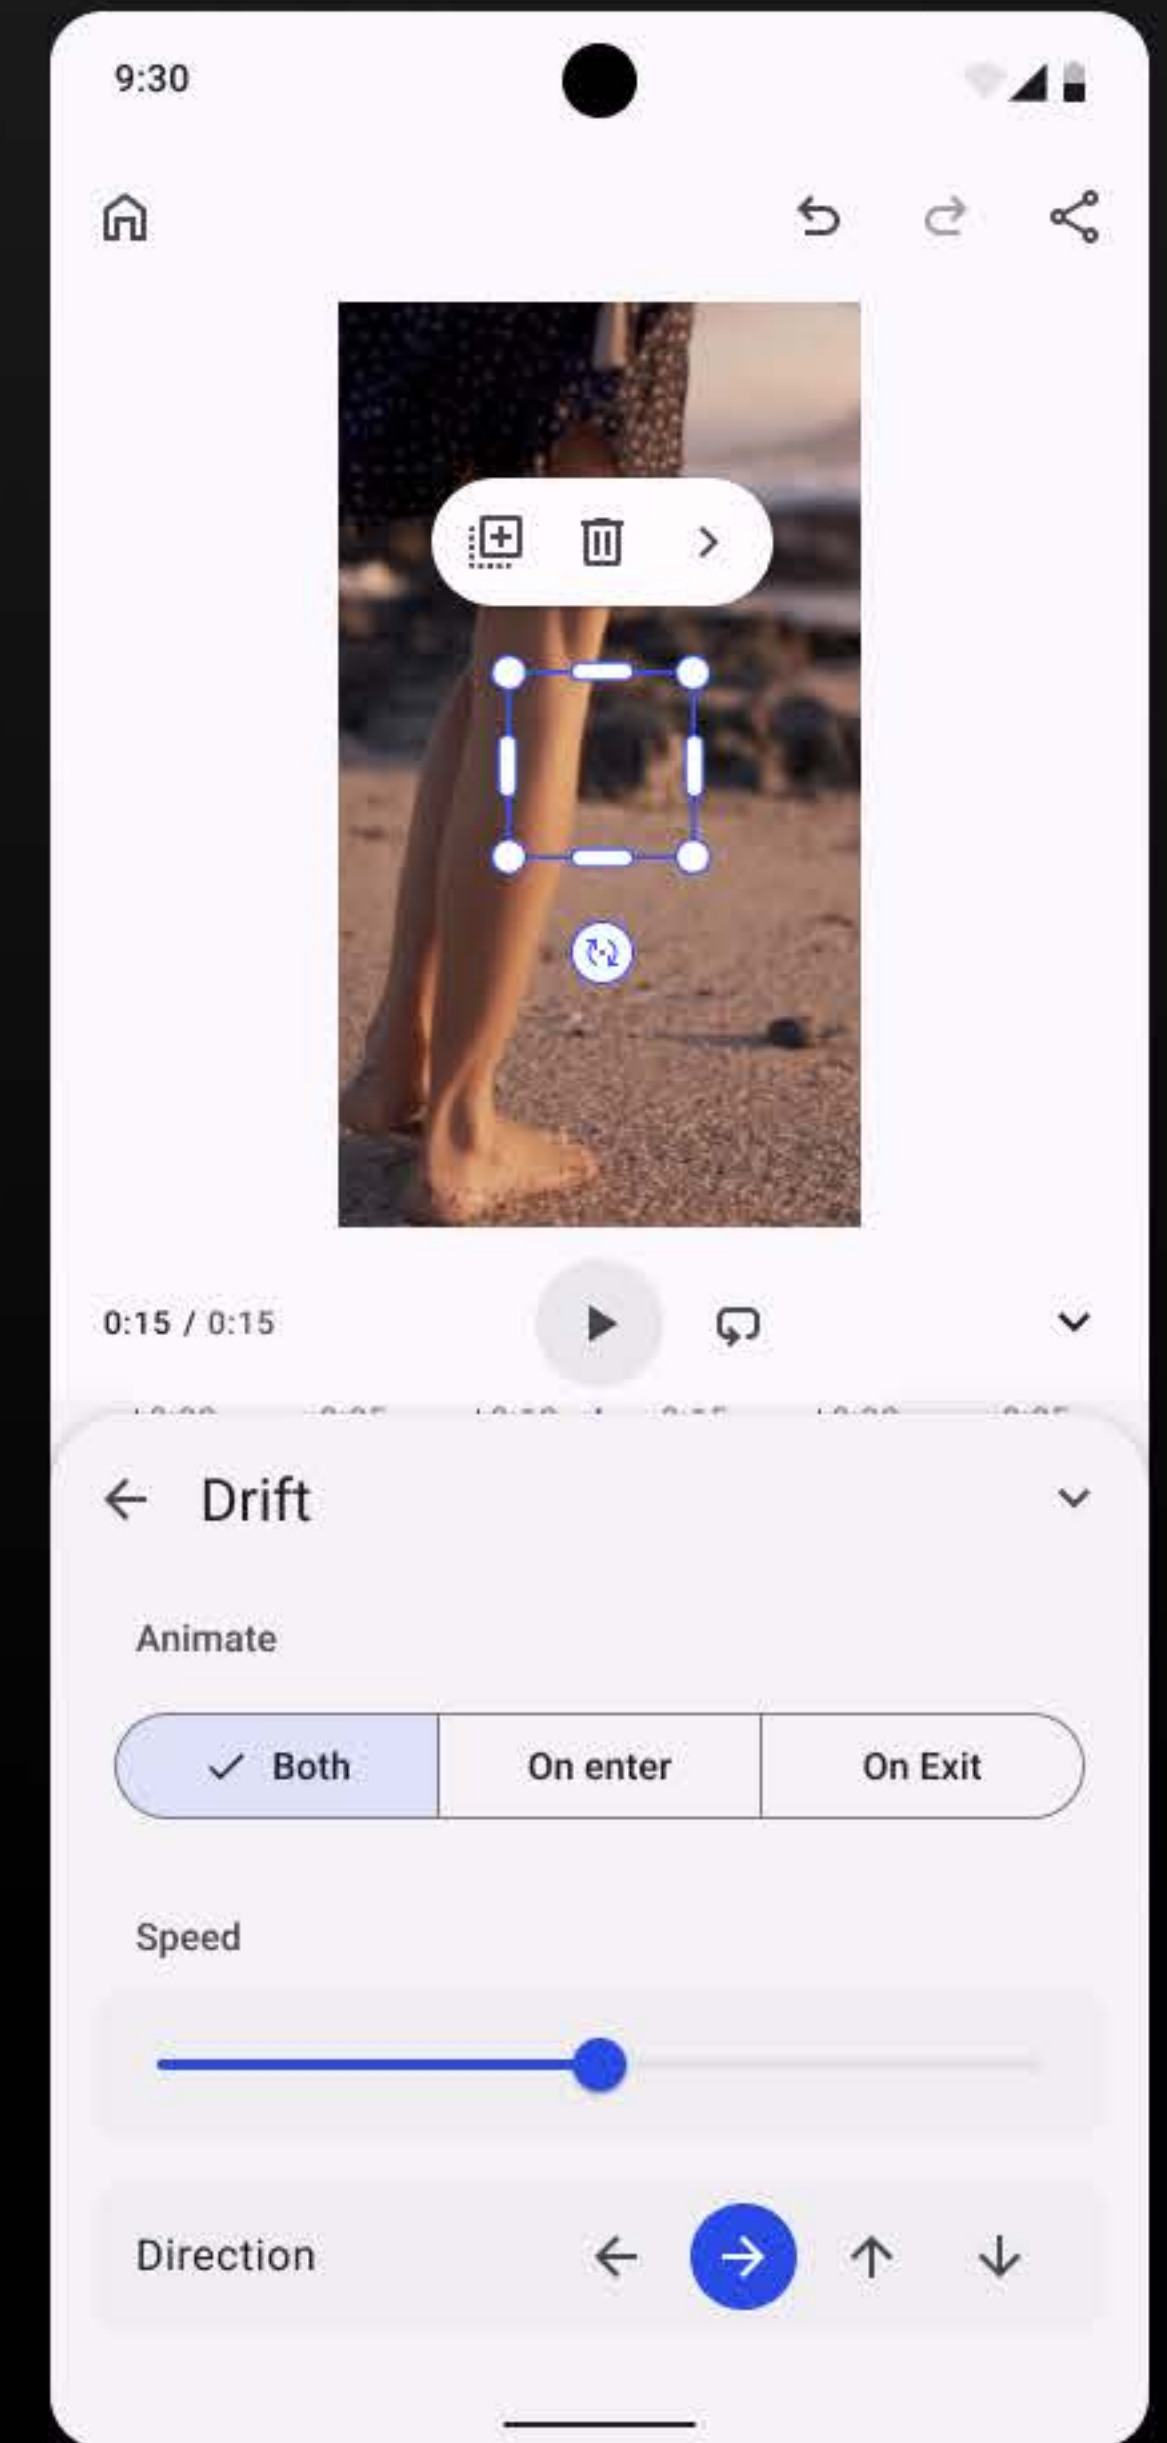 9:30
0:15 / 0:15
Drift
Animate
Both
On enter
On Exit
Speed
Direction